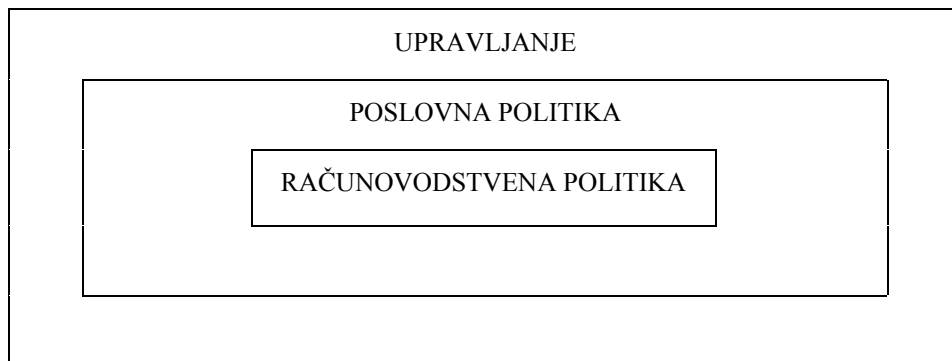 UPRAVLJANJE
POSLOVNA POLITIKA
RAČUNOVODSTVENA POLITIKA